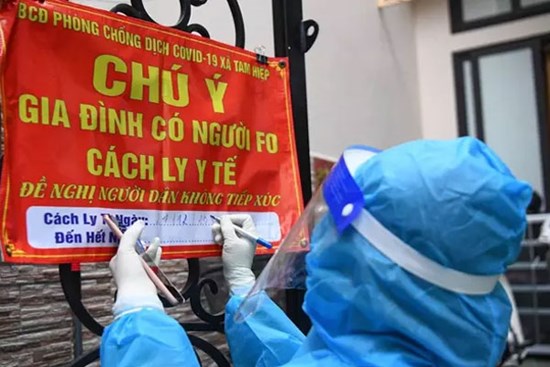 BCĐ PHÒNG CHỐNG DỊCH COVID-19 XÃ TAM HIỆP
CHÚ Ý
GIA ĐÌNH CÓ NGƯỜI F0
CÁCH LY Y TẾ
ĐỀ NGHỊ NGƯỜI DÂN KHÔNG TIẾP XÚC
Cách Ly Ngày:
Đến Hết